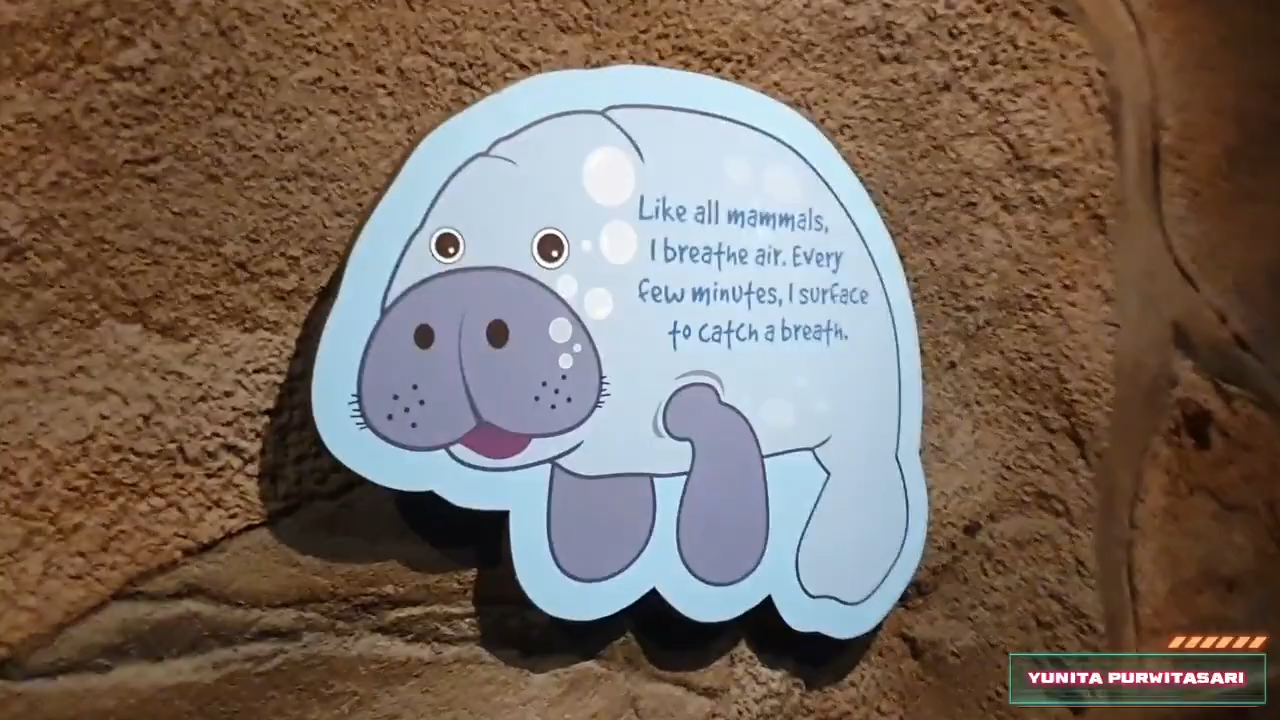 Like all mammals,
I breathe air. Every
few minutes, I surface
to catch a breath.
YUNITA PURWITASARI